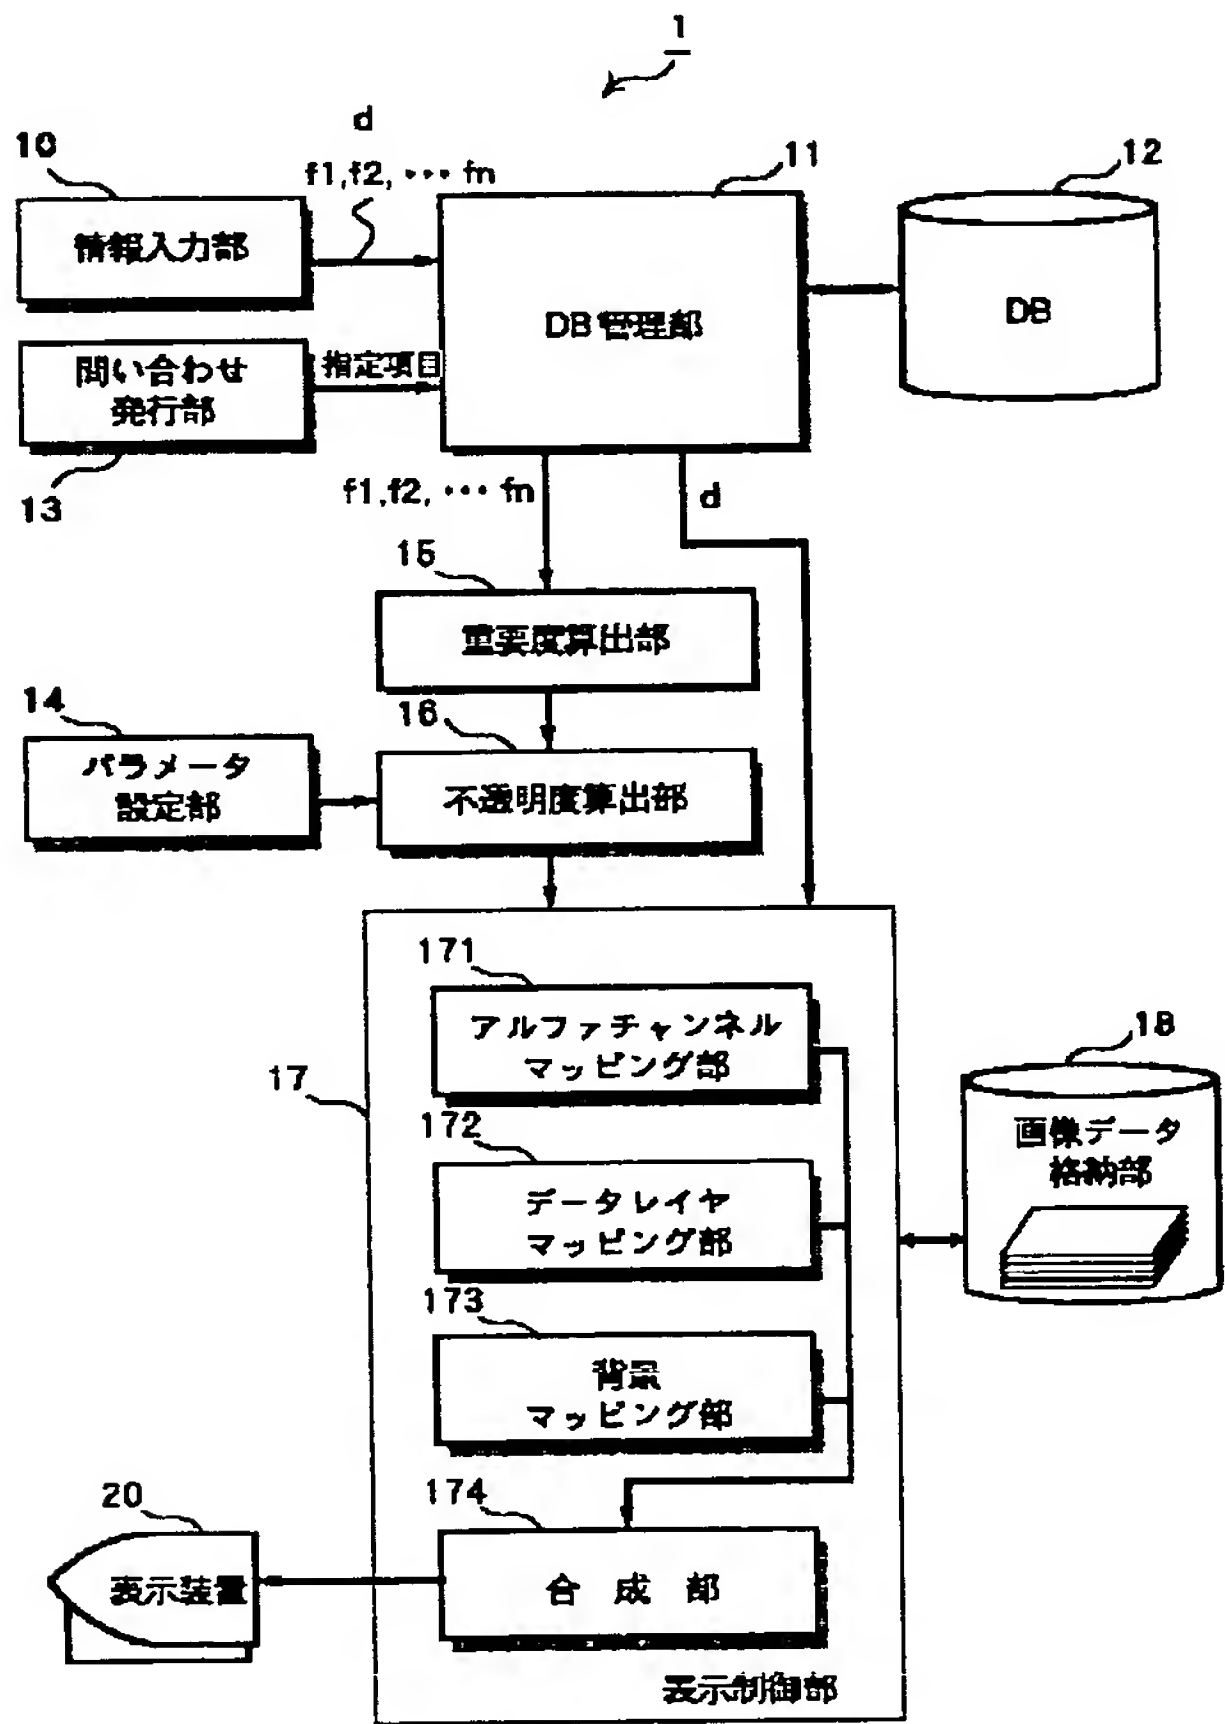 1
d
10
f1,f2, ··· fn
11
12
情報入力部
DB管理部
DB
問い合わせ
発行部
指定項目
13
f1,f2, ··· fn
d
15
重要度算出部
14
16
パラメータ
設定部
不透明度算出部
171
アルファチャンネル
マッピング部
17
18
画像データ
格納部
172
データレイヤ
マッピング部
173
背景
マッピング部
174
20
表示装置
合 成 部
表示制御部